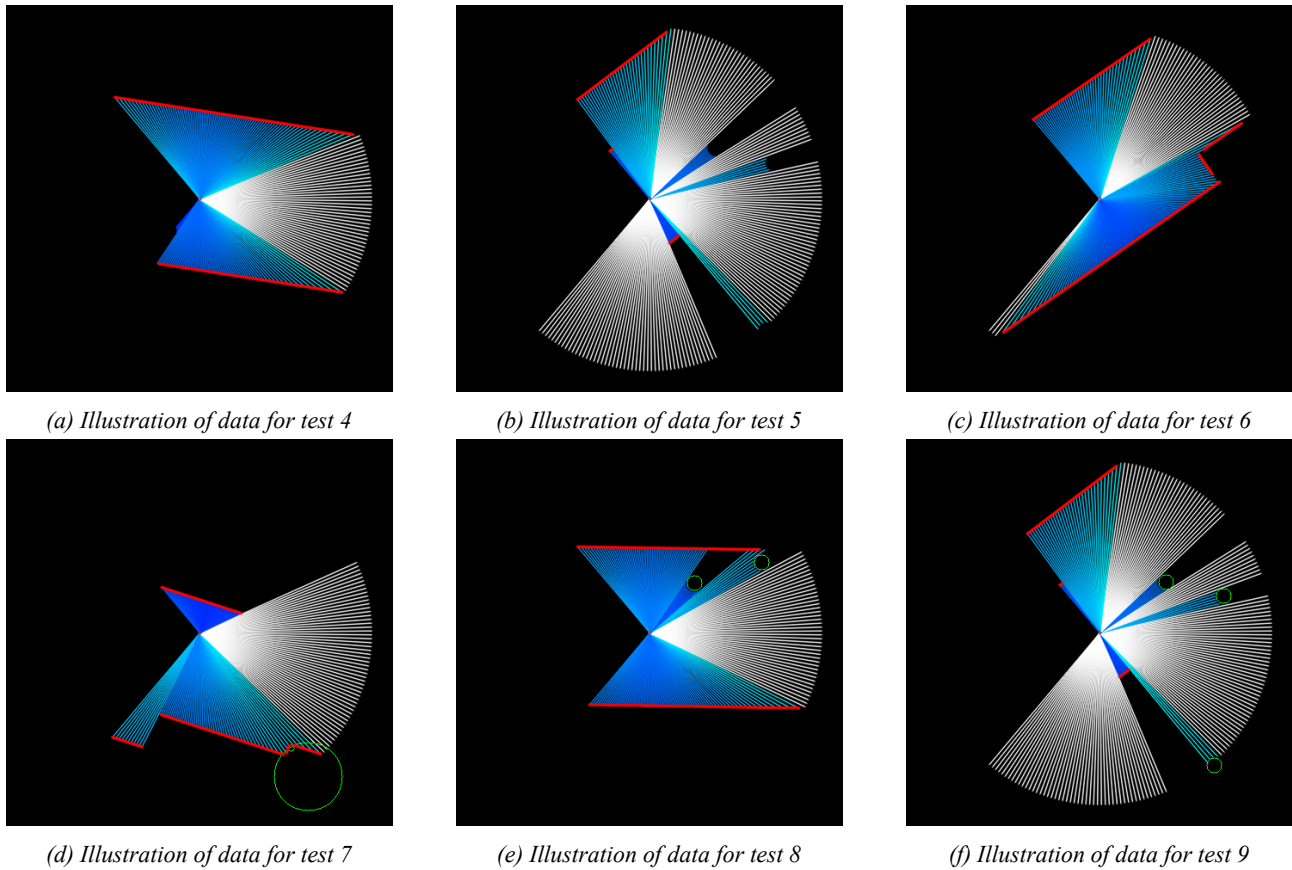 (a) Illustration of data for test 4
(b) Illustration of data for test 5
(c) Illustration of data for test 6
(d) Illustration of data for test 7
(e) Illustration of data for test 8
(f) Illustration of data for test 9